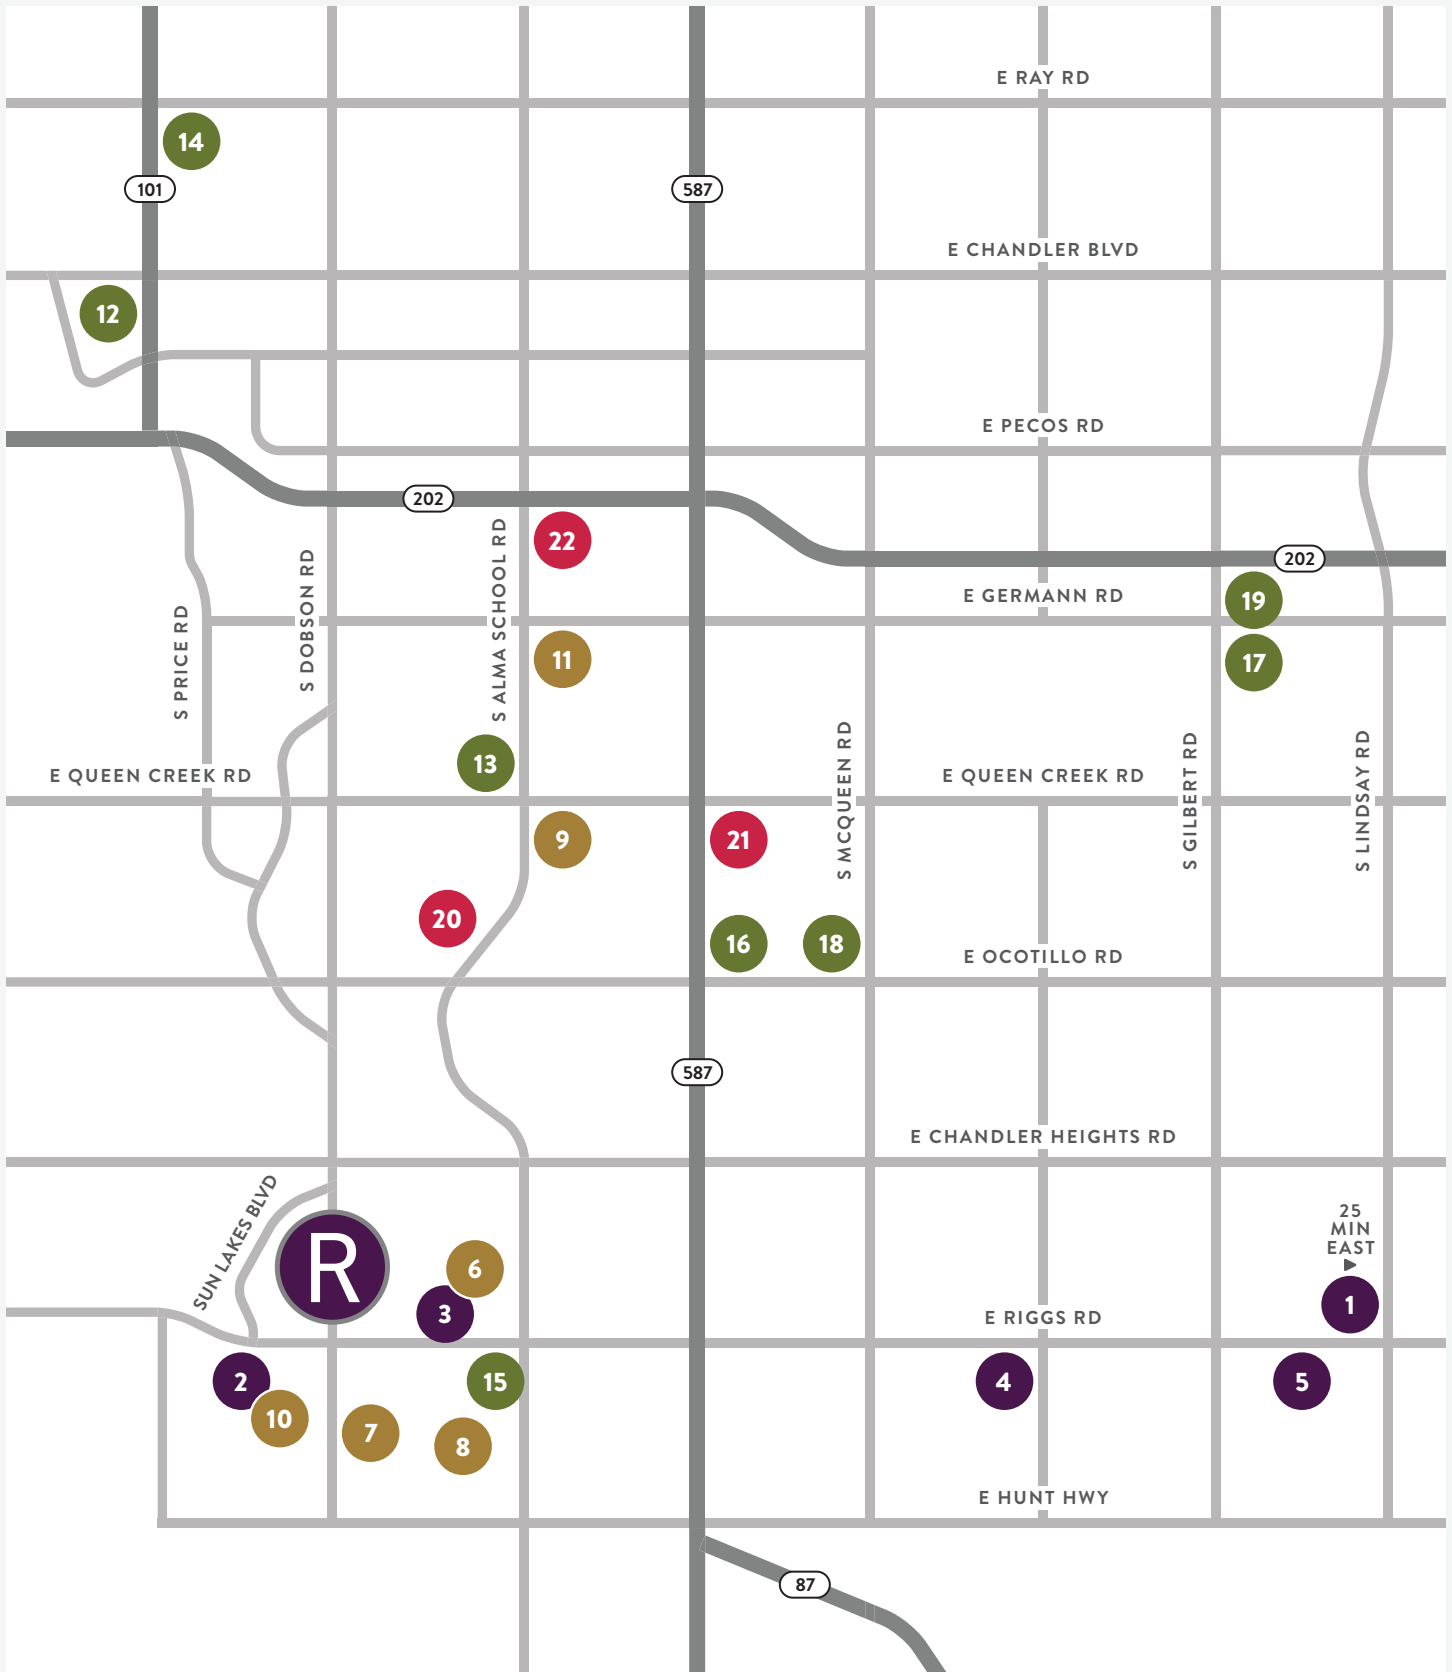 E RAY RD
14
101
587
E CHANDLER BLVD
12
E PECOS RD
202
22
202
S PRICE RD
S DOBSON RD
S ALMA SCHOOL RD
E GERMANN RD
19
11
17
13
E QUEEN CREEK RD
E QUEEN CREEK RD
S MCQUEEN RD
S GILBERT RD
S LINDSAY RD
9
21
20
16
18
E OCOTILLO RD
587
E CHANDLER HEIGHTS RD
SUN LAKES BLVD
R
6
3
25
MIN
EAST
1
E RIGGS RD
2
10
7
15
8
4
5
E HUNT HWY
87